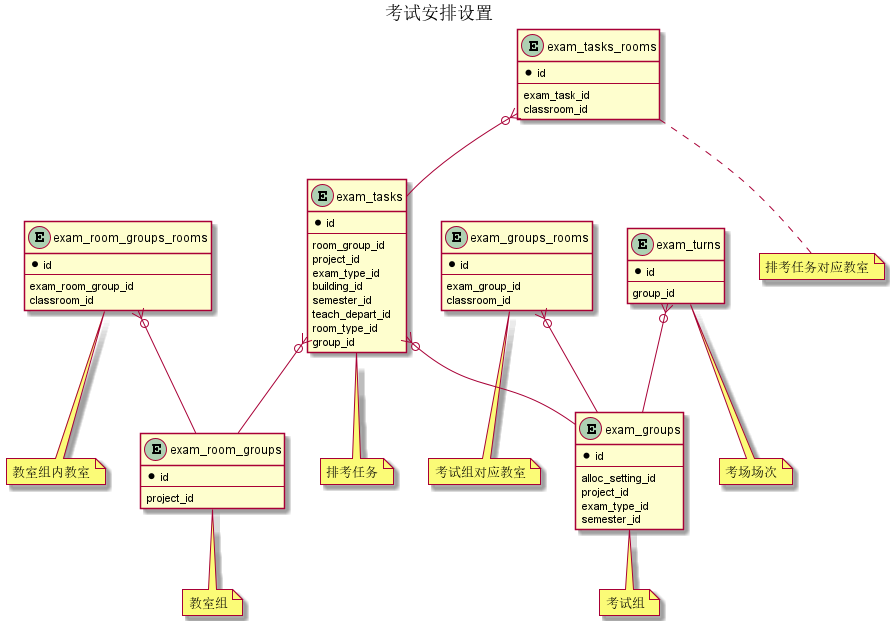 考试安排设置
E exam_tasks_rooms
id
exam_task_id
classroom_id
E exam_tasks
id
room_group_id
project_id
exam_type_id
building_id
semester_id
teach_depart_id
room_type_id
group_id
E exam_room_groups_rooms
id
exam_room_group_id
classroom_id
E exam_groups_rooms
id
exam_group_id
classroom_id
E exam_turns
id
group_id
排考任务对应教室
E exam_room_groups
id
project_id
E exam_groups
id
alloc_setting_id
project_id
exam_type_id
semester_id
教室组内教室
排考任务
考试组对应教室
考场场次
教室组
考试组